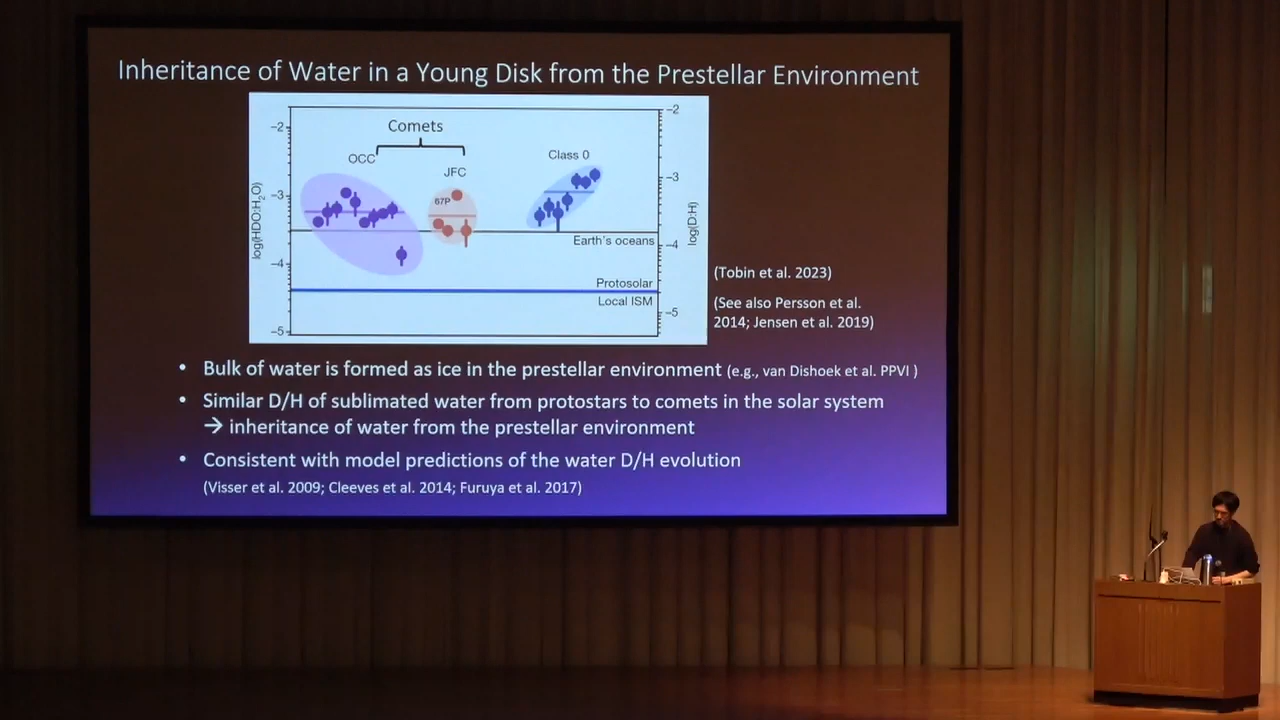 Inheritance of Water in a Young Disk from the Prestellar Environment
Comets
OCC
JFC
67P
Class 0
log(HDO:H₂O)
−2
−3
−4
−5
−2
−3
−4
−5
log(D:H)
Earth's oceans
Protosolar
Local ISM
(Tobin et al. 2023)
(See also Persson et al.
2014; Jensen et al. 2019)
• Bulk of water is formed as ice in the prestellar environment (e.g., van Dishoek et al. PPVI )
• Similar D/H of sublimated water from protostars to comets in the solar system
→ inheritance of water from the prestellar environment
• Consistent with model predictions of the water D/H evolution
(Visser et al. 2009; Cleeves et al. 2014; Furuya et al. 2017)